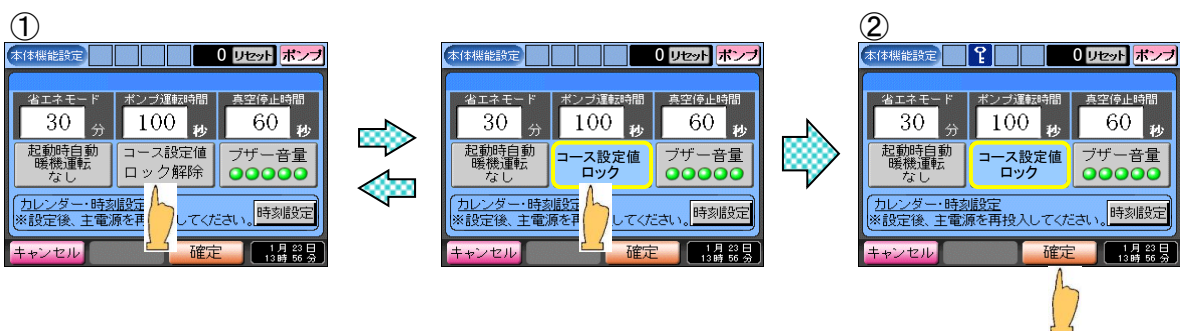 ①
本体機能設定 0 リセット ポンプ
省エネモード ポンプ運転時間 真空停止時間
30 分 100 秒 60 秒
起動時自動 暖機運転 なし
コース設定値 ロック解除
ブザー音量
カレンダー・時刻設定
※設定後、主電源を再 してください。 時刻設定
キャンセル 確定 1月 23日 13時 56分
本体機能設定 0 リセット ポンプ
省エネモード ポンプ運転時間 真空停止時間
30 分 100 秒 60 秒
起動時自動 暖機運転 なし
コース設定値 ロック
ブザー音量
カレンダー・時刻設定
※設定後、主電源を再 してください。 時刻設定
キャンセル 確定 1月 23日 13時 56分
②
本体機能設定 0 リセット ポンプ
省エネモード ポンプ運転時間 真空停止時間
30 分 100 秒 60 秒
起動時自動 暖機運転 なし
コース設定値 ロック
ブザー音量
カレンダー・時刻設定
※設定後、主電源を再投入してください。 時刻設定
キャンセル 確定 1月 23日 13時 56分